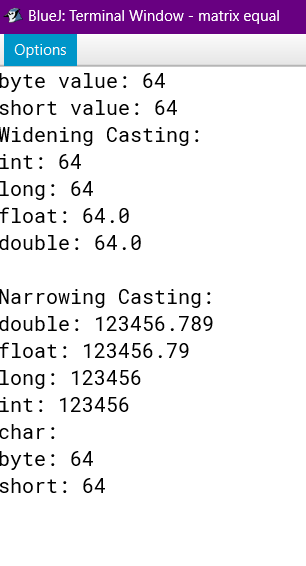 BlueJ: Terminal Window - matrix equal
Options
byte value: 64
short value: 64
Widening Casting:
int: 64
long: 64
float: 64.0
double: 64.0

Narrowing Casting:
double: 123456.789
float: 123456.79
long: 123456
int: 123456
char:
byte: 64
short: 64